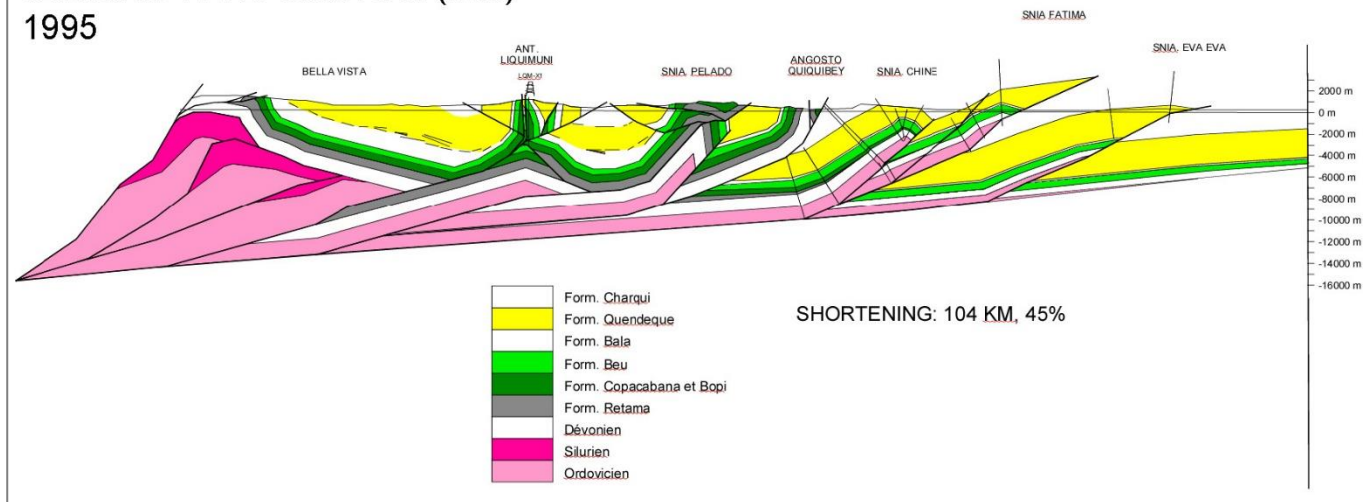 1995
SNIA FATIMA
ANT.
LIQUIMUNI
LQM-X1
BELLA VISTA
SNIA. PELADO
ANGOSTO
QUIQUIBEY
SNIA. CHINE
SNIA. EVA EVA
2000 m
0 m
-2000 m
-4000 m
-6000 m
-8000 m
-10000 m
-12000 m
-14000 m
-16000 m
Form. Charqui
Form. Quendeque
Form. Bala
Form. Beu
Form. Copacabana et Bopi
Form. Retama
Dévonien
Silurien
Ordovicien
SHORTENING: 104 KM, 45%